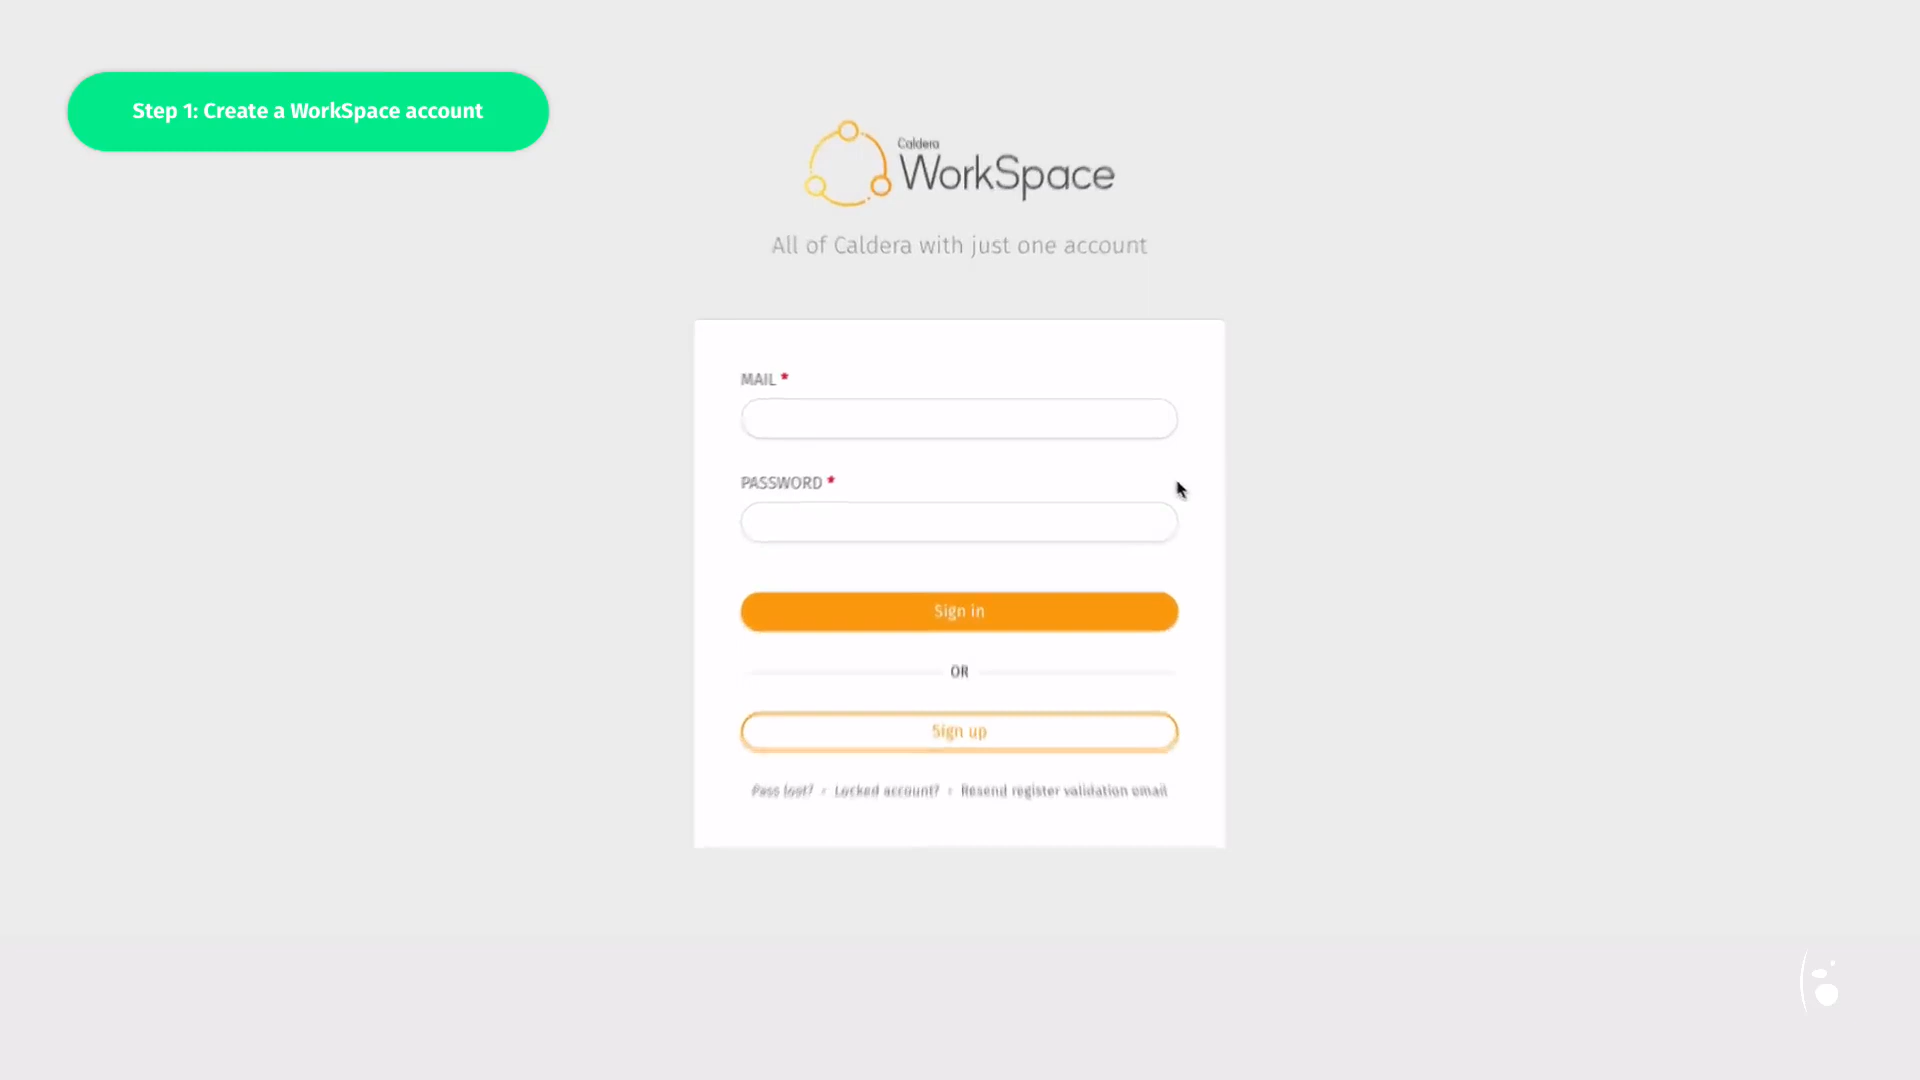 Step 1: Create a WorkSpace account
Caldera
WorkSpace
All of Caldera with just one account
MAIL *
PASSWORD *
Sign in
OR
Sign up
Pass lost? • Locked account? • Resend register validation email